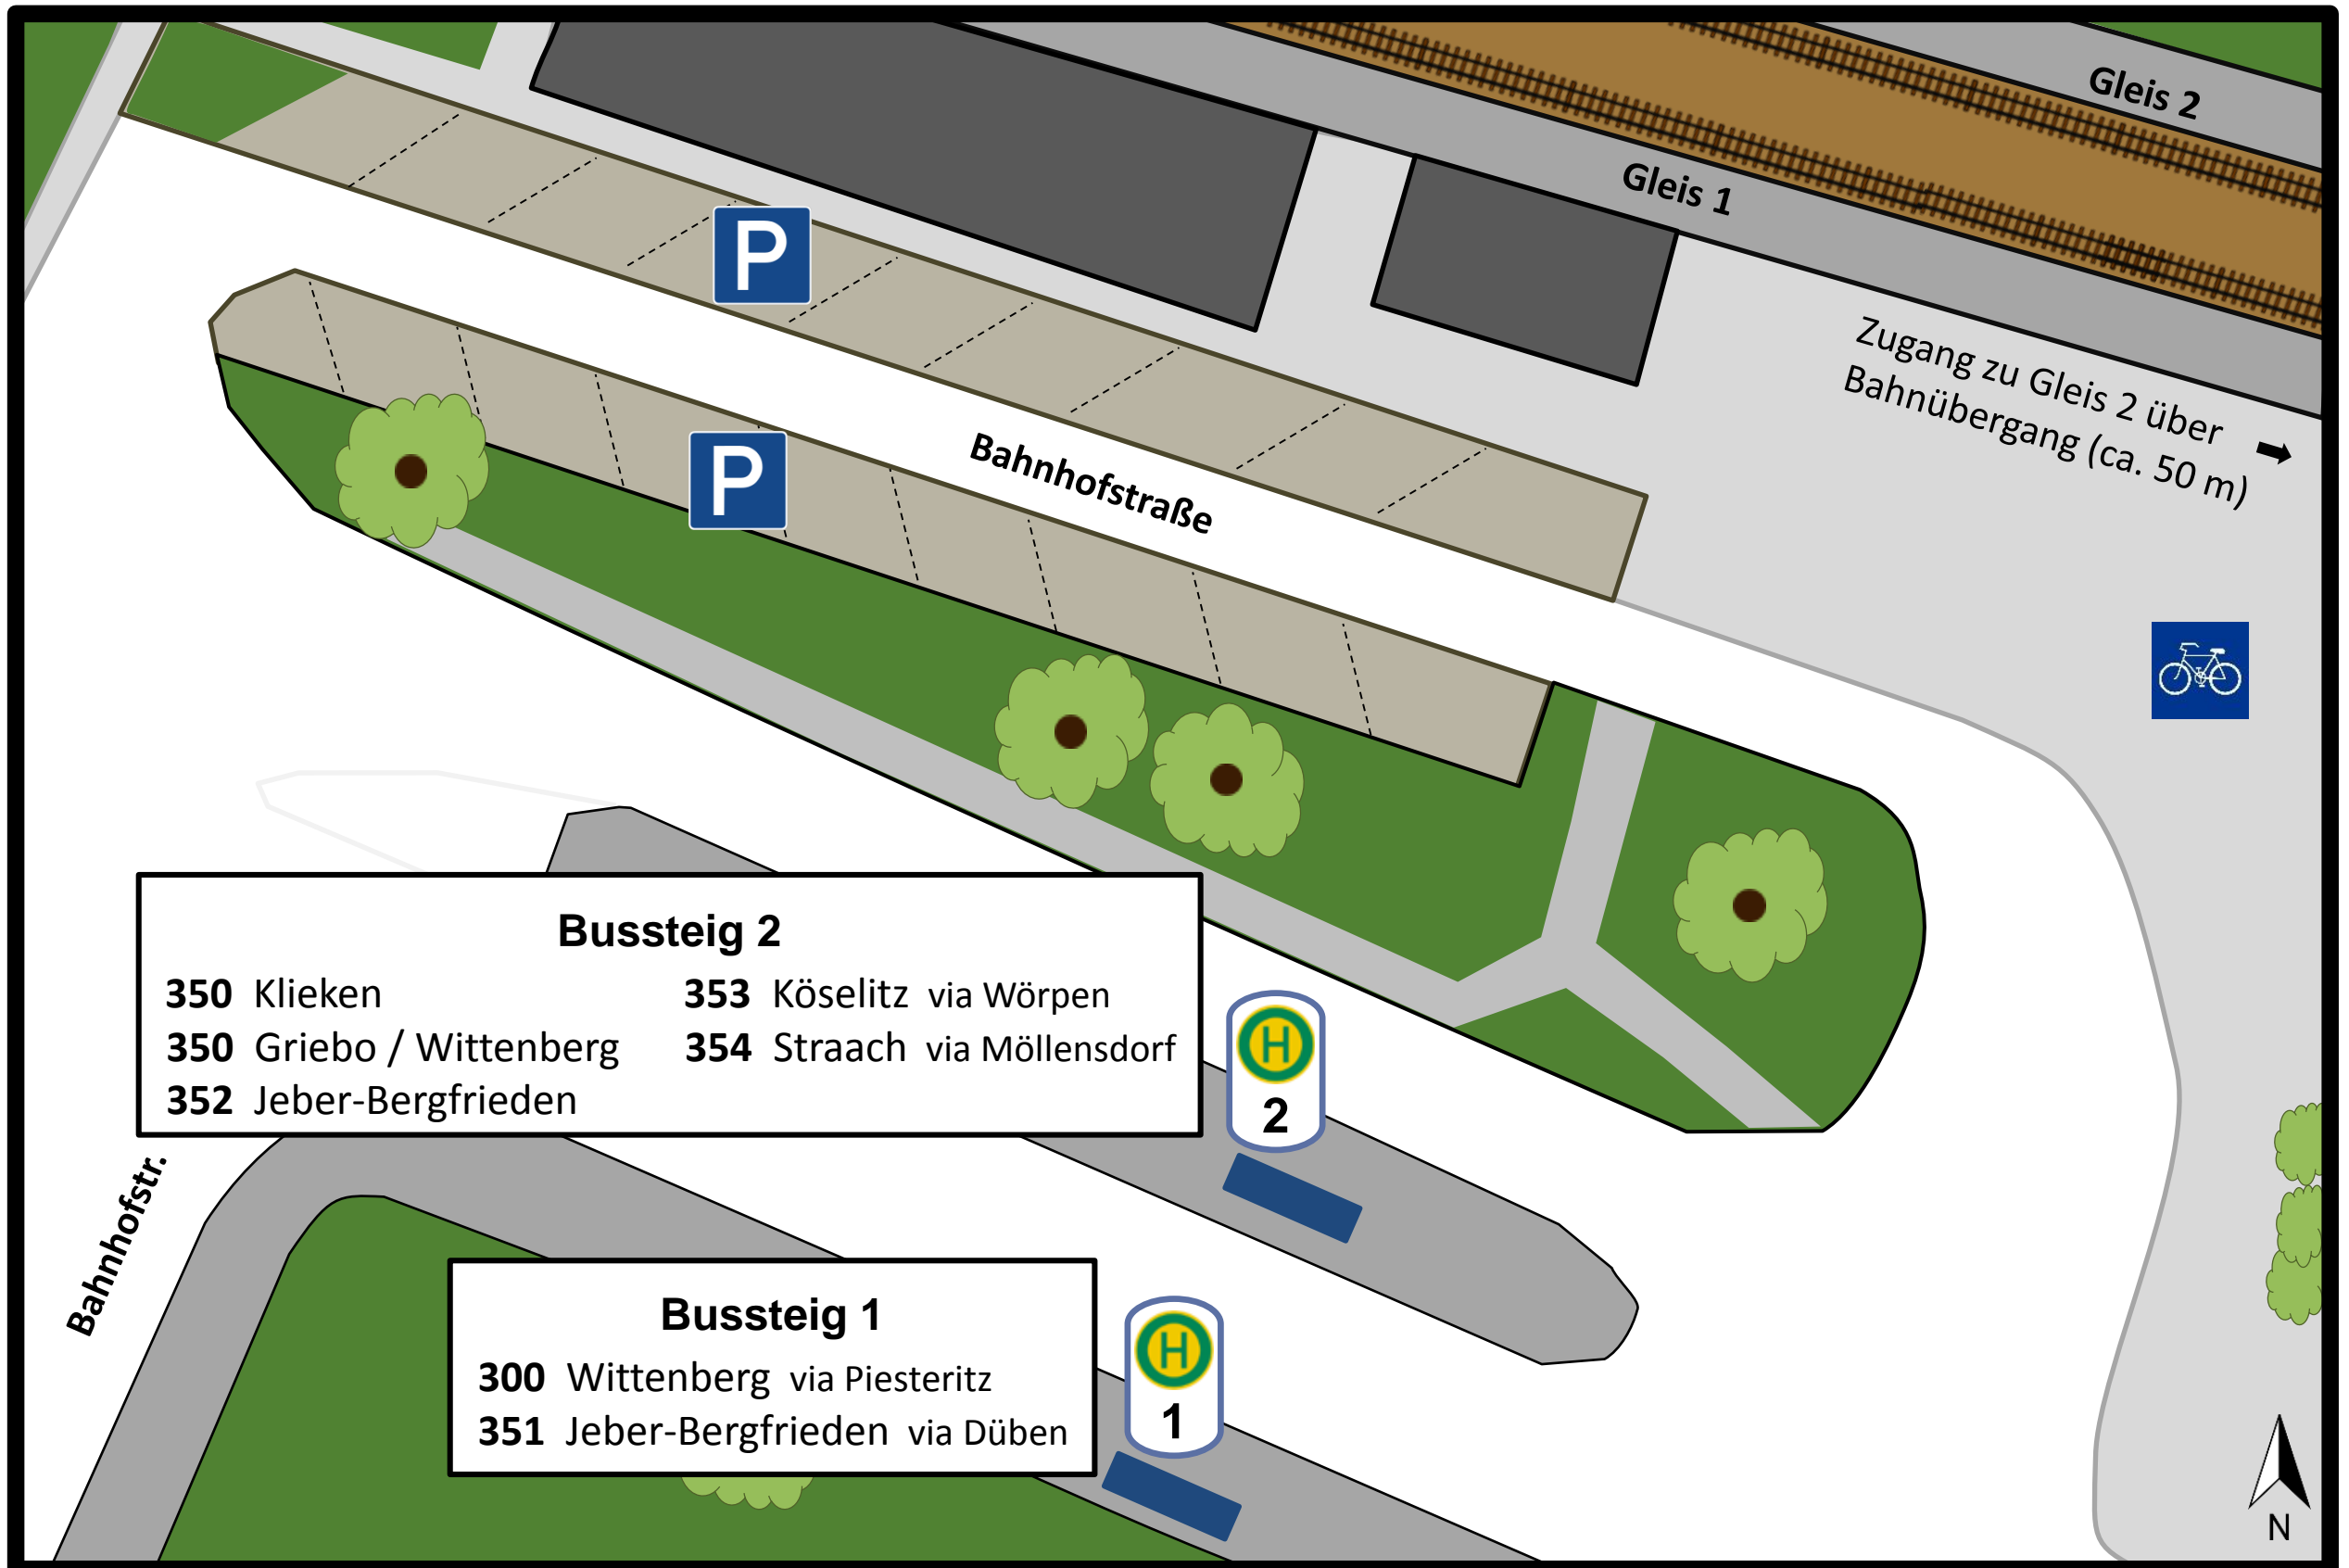 Gleis 2
Gleis 1
P
Zugang zu Gleis 2 über
Bahnübergang (ca. 50 m)
P
Bahnhofstraße
Bussteig 2
350 Klieken
350 Griebo / Wittenberg
352 Jeber-Bergfrieden
353 Köselitz via Wörpen
354 Straach via Möllensdorf
H
2
Bahnhofstr.
Bussteig 1
300 Wittenberg via Piesteritz
351 Jeber-Bergfrieden via Düben
H
1
N